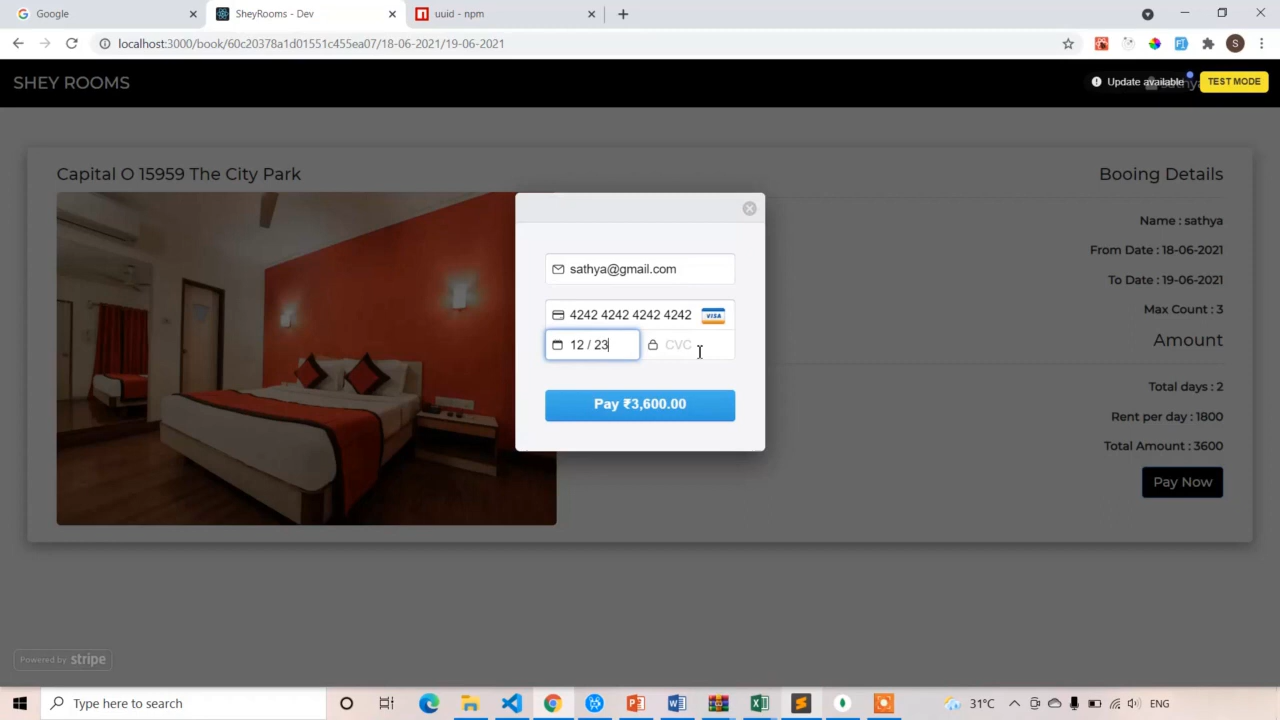 Google
SheyRooms - Dev
uuid - npm
localhost:3000/book/60c20378a1d01551c455ea07/18-06-2021/19-06-2021
S
SHEY ROOMS
Update available
sathya
TEST MODE
Capital O 15959 The City Park
Booing Details
Name : sathya
From Date : 18-06-2021
To Date : 19-06-2021
Max Count : 3
Amount
Total days : 2
Rent per day : 1800
Total Amount : 3600
Pay Now
sathya@gmail.com
4242 4242 4242 4242
VISA
12 / 23
CVC
Pay ₹3,600.00
Powered by stripe
Type here to search
31°C
ENG